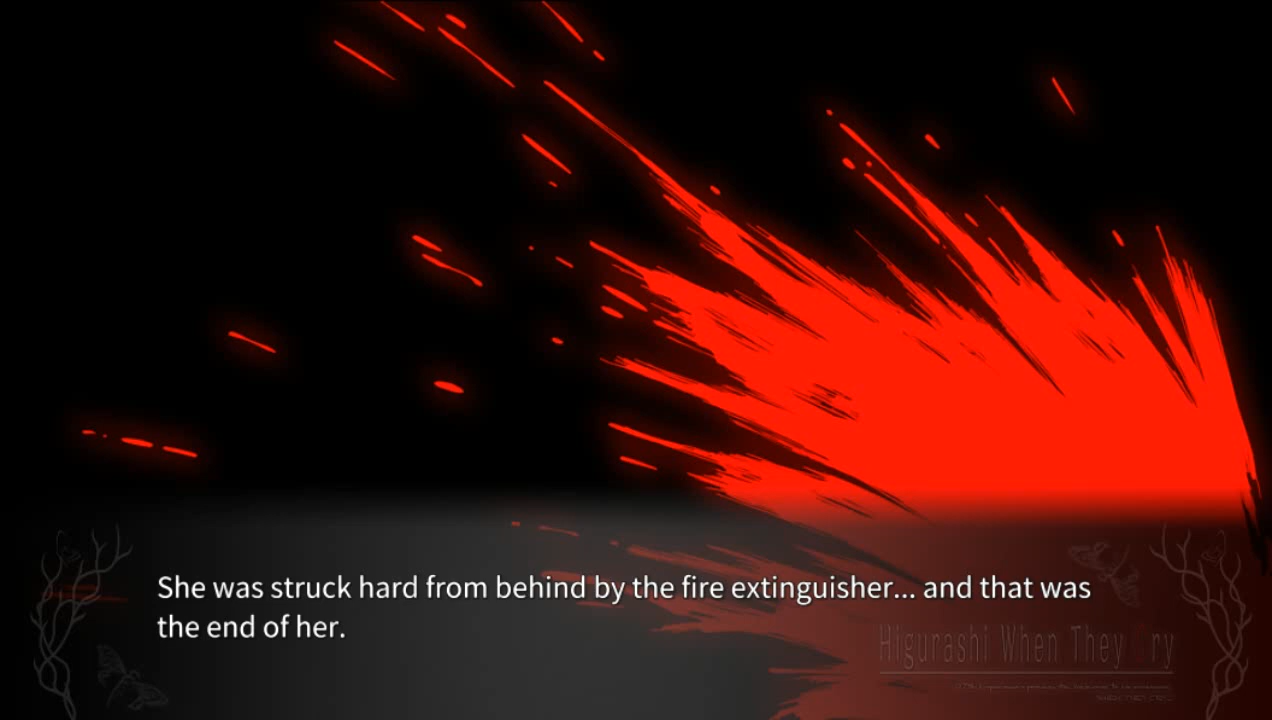 She was struck hard from behind by the fire extinguisher... and that was
the end of her.
Higurashi When They Cry